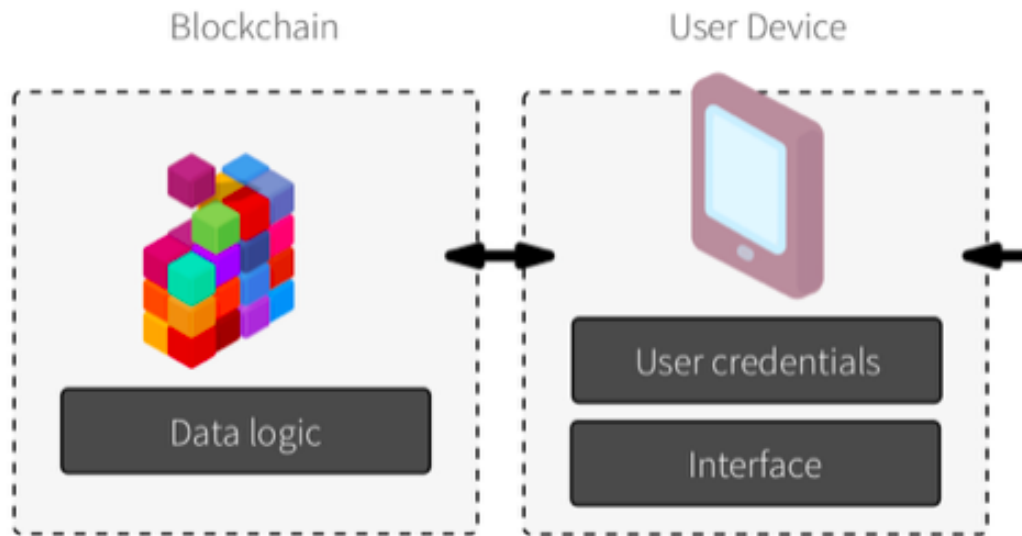 Blockchain
User Device
User credentials
Data logic
Interface